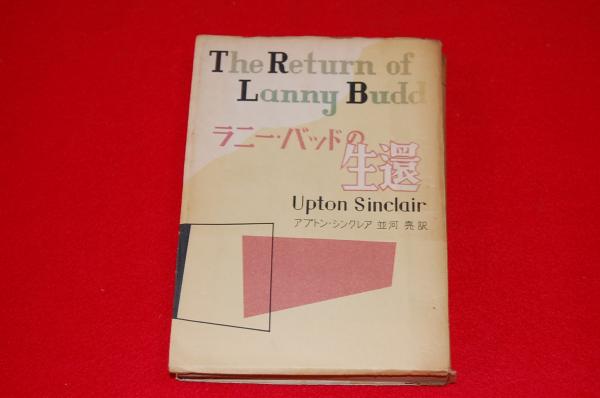 The Return of
Lanny Budd
ラニー・バッドの
生還
Upton Sinclair
アプトン・シンクレア 並河 亮 訳